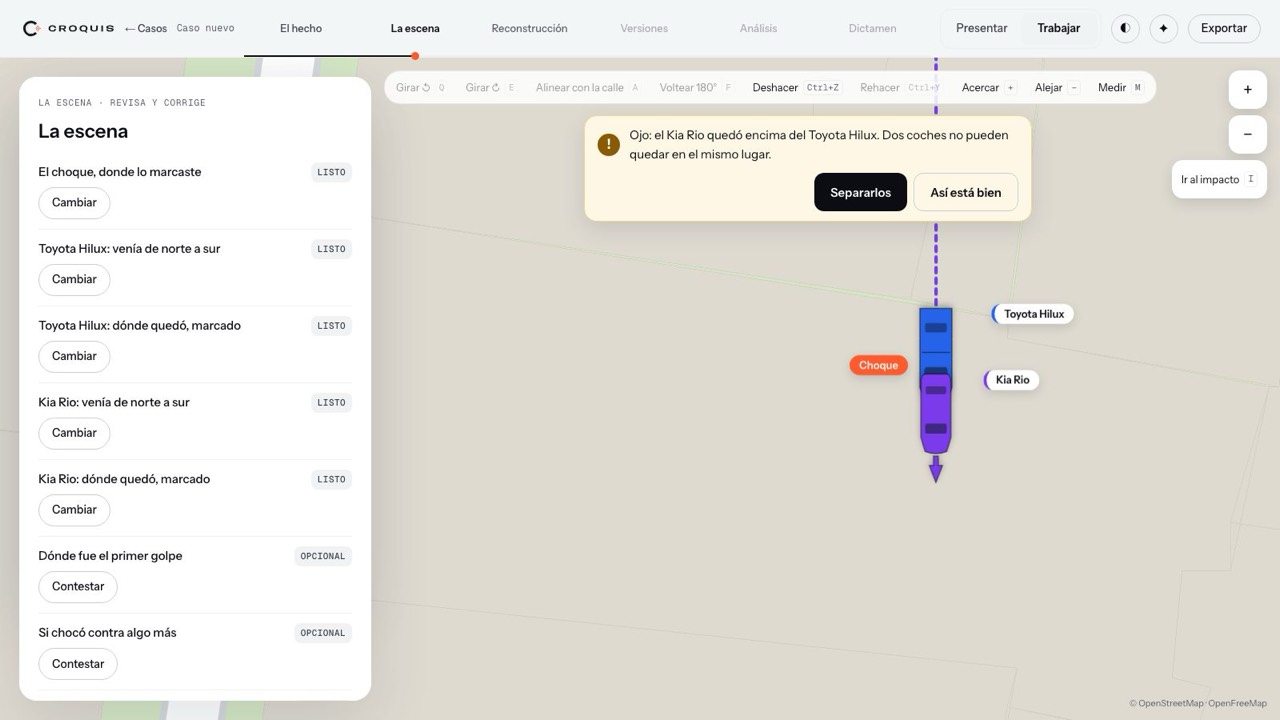 CROQUIS
← Casos
Caso nuevo
El hecho
La escena
Reconstrucción
Versiones
Análisis
Dictamen
Presentar
Trabajar
Exportar
LA ESCENA · REVISA Y CORRIGE
La escena
El choque, donde lo marcaste
LISTO
Cambiar
Toyota Hilux: venía de norte a sur
LISTO
Cambiar
Toyota Hilux: dónde quedó, marcado
LISTO
Cambiar
Kia Rio: venía de norte a sur
LISTO
Cambiar
Kia Rio: dónde quedó, marcado
LISTO
Cambiar
Dónde fue el primer golpe
OPCIONAL
Contestar
Si chocó contra algo más
OPCIONAL
Contestar
Girar ↺ Q
Girar ↻ E
Alinear con la calle A
Voltear 180° F
Deshacer Ctrl+Z
Rehacer Ctrl+Y
Acercar +
Alejar −
Medir M
!
Ojo: el Kia Rio quedó encima del Toyota Hilux. Dos coches no pueden
quedar en el mismo lugar.
Separarlos
Así está bien
+
−
Ir al impacto I
Toyota Hilux
Choque
Kia Rio
© OpenStreetMap · OpenFreeMap